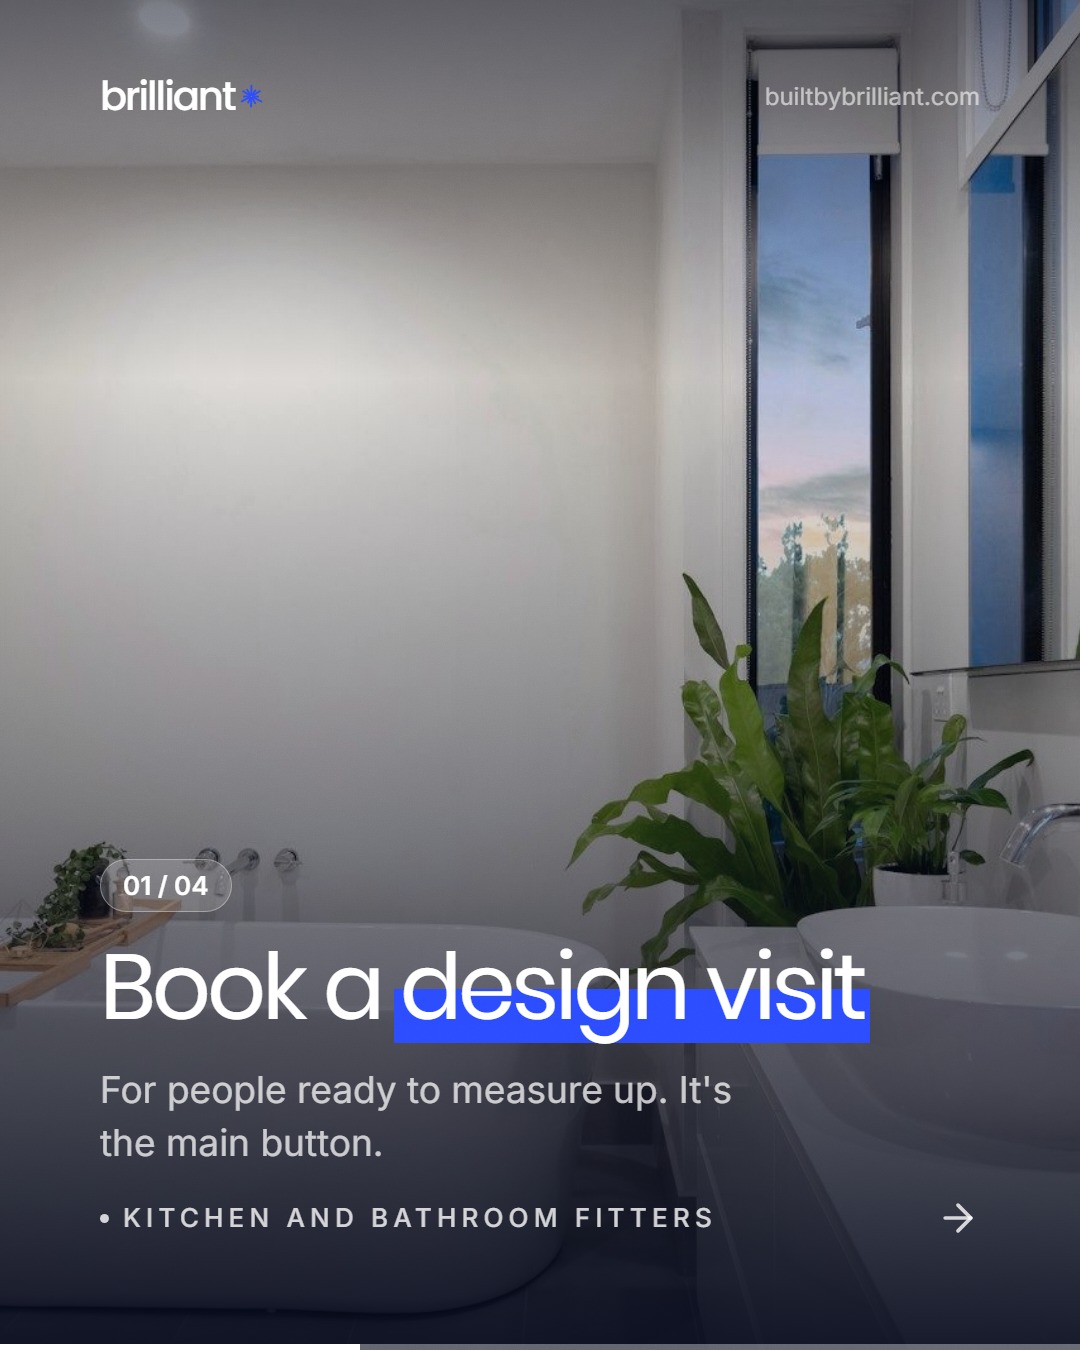 brilliant
builtbybrilliant.com
01 / 04
Book a design visit
For people ready to measure up. It's
the main button.
• KITCHEN AND BATHROOM FITTERS